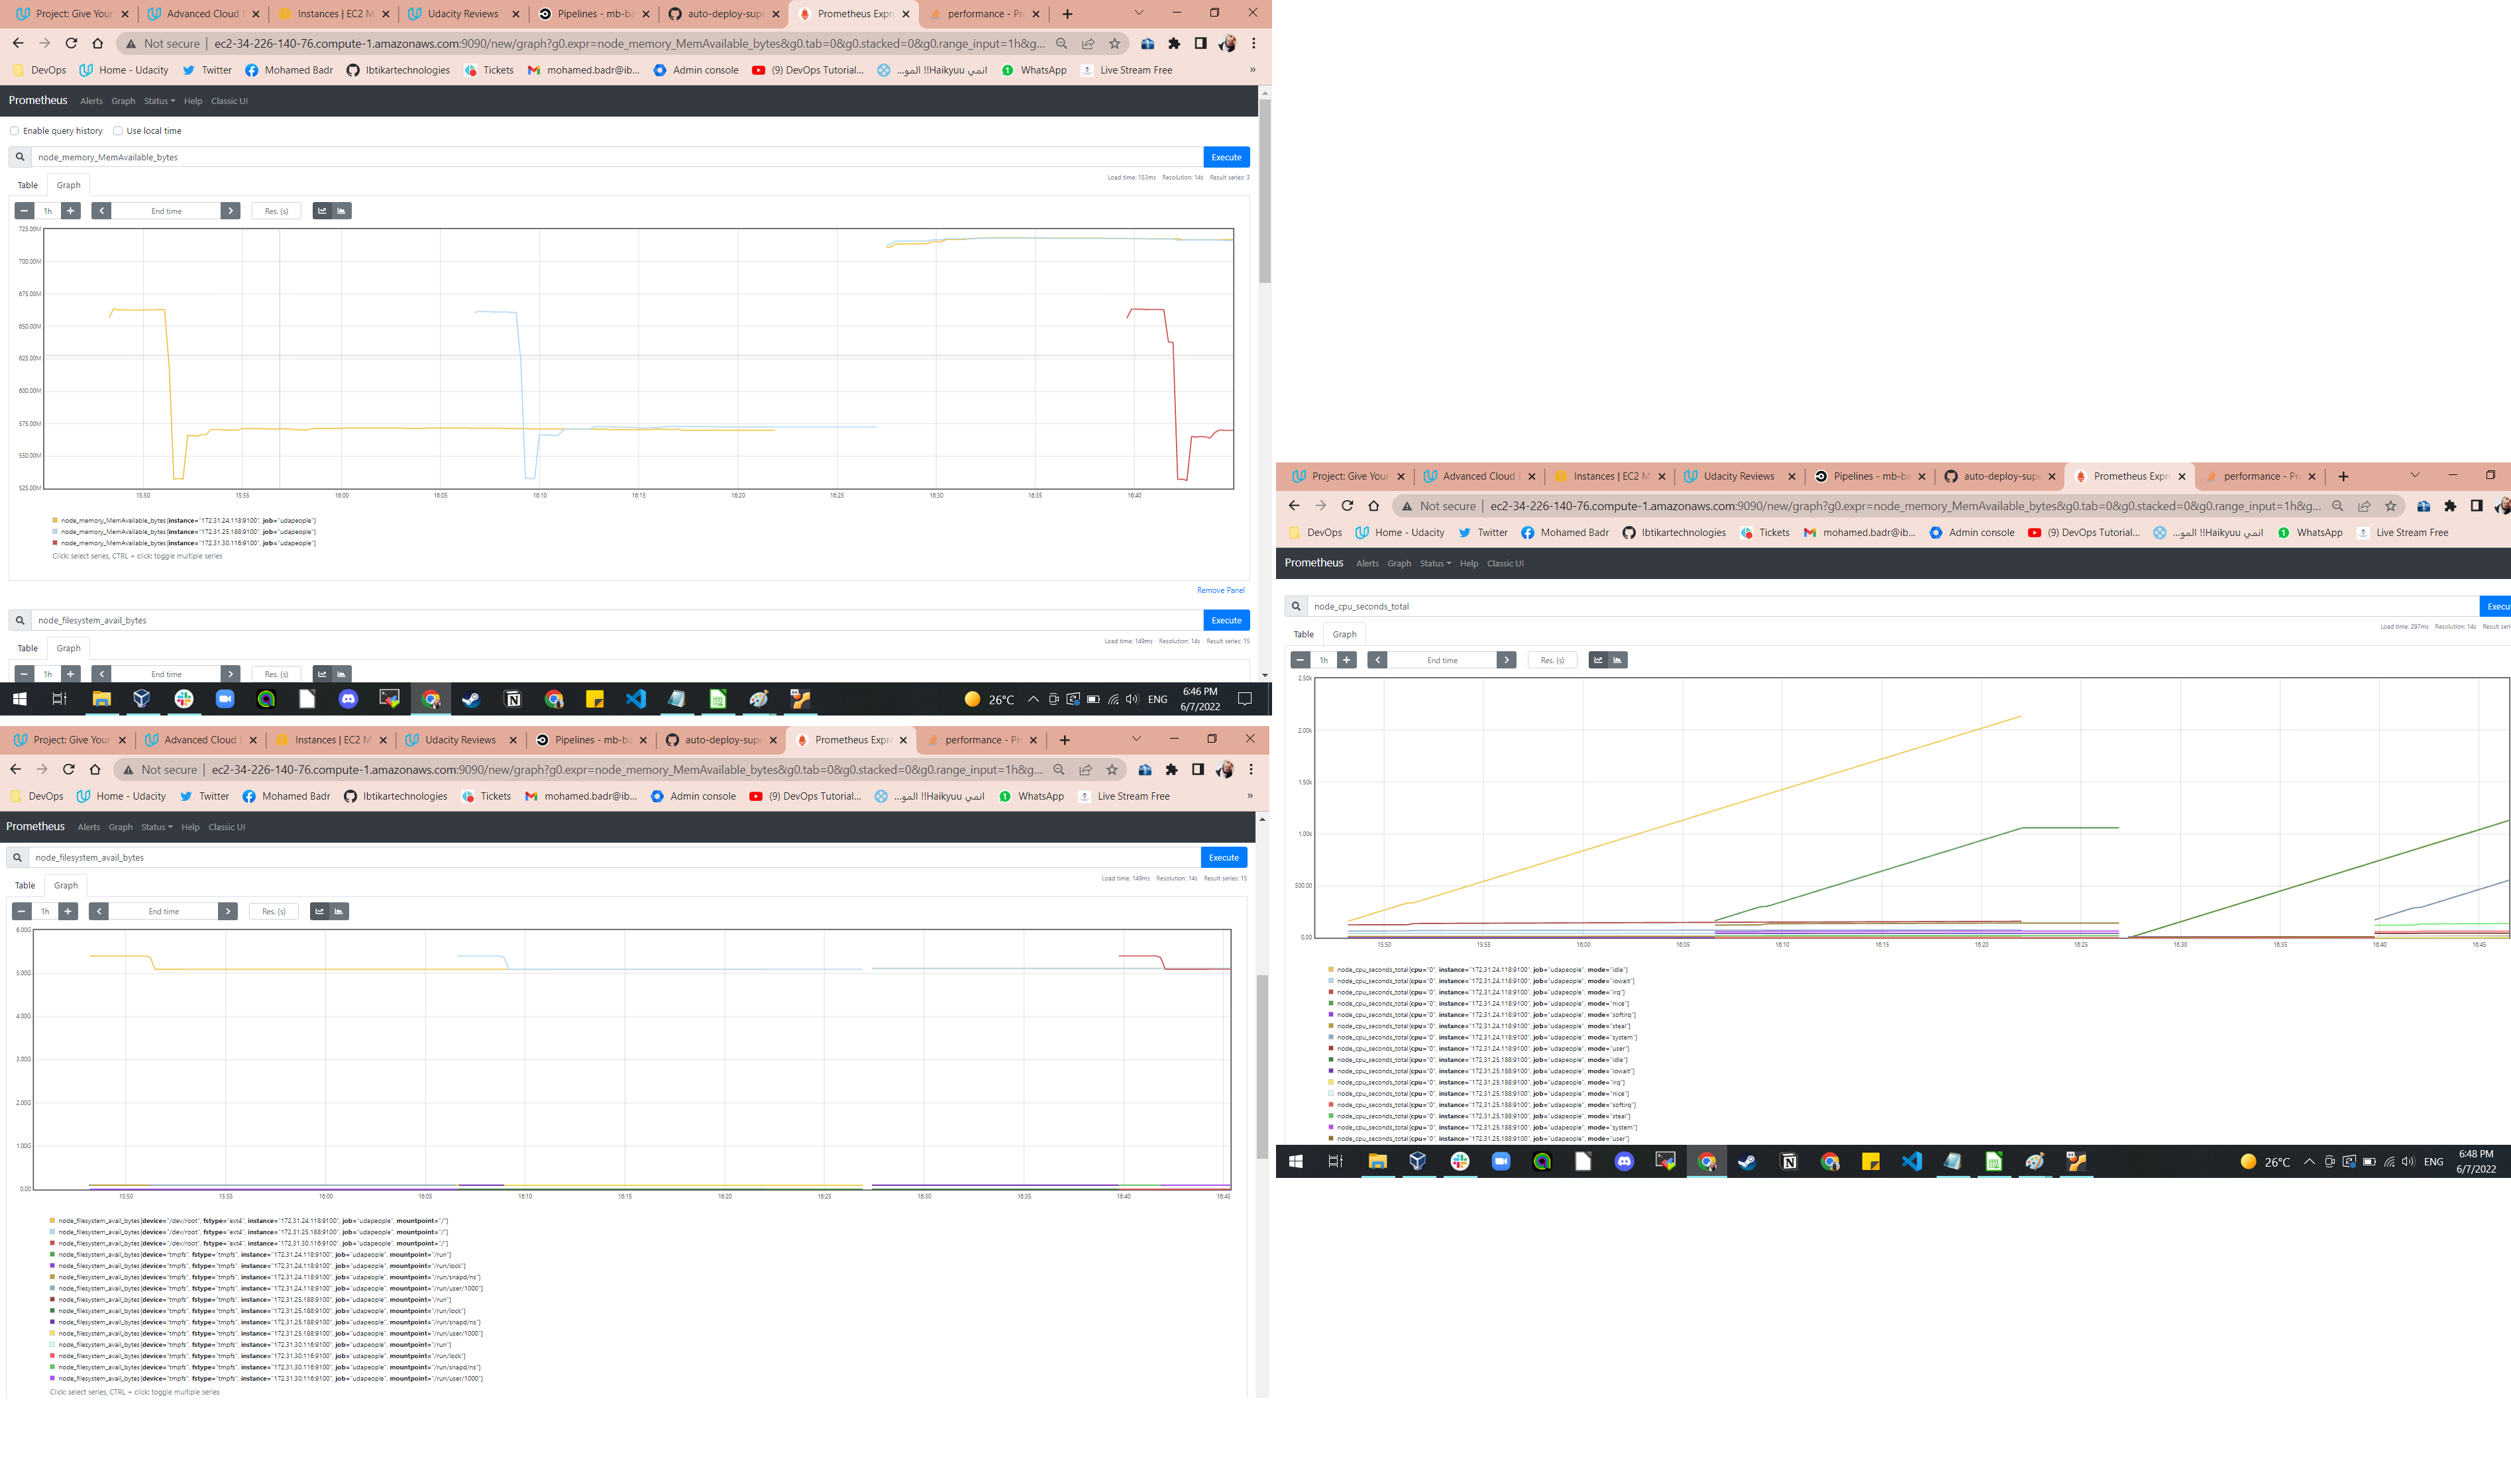 Project: Give Your
Advanced Cloud D
Instances | EC2 M
Udacity Reviews
Pipelines - mb-ba
auto-deploy-supe
Prometheus Expre
performance - Pr
Not secure | ec2-34-226-140-76.compute-1.amazonaws.com:9090/new/graph?g0.expr=node_memory_MemAvailable_bytes&g0.tab=0&g0.stacked=0&g0.range_input=1h&g...
DevOps Home - Udacity Twitter Mohamed Badr Ibtikartechnologies Tickets mohamed.badr@ib... Admin console (9) DevOps Tutorial... انمي Haikyuu!! المو... WhatsApp Live Stream Free »
Prometheus Alerts Graph Status Help Classic UI
Enable query history Use local time
node_memory_MemAvailable_bytes Execute
Table Graph
Load time: 153ms Resolution: 14s Result series: 3
1h End time Res. (s)
725.00M
700.00M
675.00M
650.00M
625.00M
600.00M
575.00M
550.00M
525.00M
15:50 15:55 16:00 16:05 16:10 16:15 16:20 16:25 16:30 16:35 16:40
node_memory_MemAvailable_bytes{instance="172.31.24.118:9100", job="udapeople"}
node_memory_MemAvailable_bytes{instance="172.31.25.188:9100", job="udapeople"}
node_memory_MemAvailable_bytes{instance="172.31.30.116:9100", job="udapeople"}
Click: select series, CTRL + click: toggle multiple series
Remove Panel
node_filesystem_avail_bytes Execute
Table Graph
Load time: 149ms Resolution: 14s Result series: 15
1h End time Res. (s)
26°C ENG 6:46 PM
6/7/2022
Project: Give Your
Advanced Cloud D
Instances | EC2 M
Udacity Reviews
Pipelines - mb-ba
auto-deploy-supe
Prometheus Expre
performance - Pr
Not secure | ec2-34-226-140-76.compute-1.amazonaws.com:9090/new/graph?g0.expr=node_memory_MemAvailable_bytes&g0.tab=0&g0.stacked=0&g0.range_input=1h&g...
DevOps Home - Udacity Twitter Mohamed Badr Ibtikartechnologies Tickets mohamed.badr@ib... Admin console (9) DevOps Tutorial... انمي Haikyuu!! المو... WhatsApp Live Stream Free »
Prometheus Alerts Graph Status Help Classic UI
node_filesystem_avail_bytes Execute
Table Graph
Load time: 149ms Resolution: 14s Result series: 15
1h End time Res. (s)
6.00G
5.00G
4.00G
3.00G
2.00G
1.00G
0.00
15:50 15:55 16:00 16:05 16:10 16:15 16:20 16:25 16:30 16:35 16:40 16:45
node_filesystem_avail_bytes{device="/dev/root", fstype="ext4", instance="172.31.24.118:9100", job="udapeople", mountpoint="/"}
node_filesystem_avail_bytes{device="/dev/root", fstype="ext4", instance="172.31.25.188:9100", job="udapeople", mountpoint="/"}
node_filesystem_avail_bytes{device="/dev/root", fstype="ext4", instance="172.31.30.116:9100", job="udapeople", mountpoint="/"}
node_filesystem_avail_bytes{device="tmpfs", fstype="tmpfs", instance="172.31.24.118:9100", job="udapeople", mountpoint="/run"}
node_filesystem_avail_bytes{device="tmpfs", fstype="tmpfs", instance="172.31.24.118:9100", job="udapeople", mountpoint="/run/lock"}
node_filesystem_avail_bytes{device="tmpfs", fstype="tmpfs", instance="172.31.24.118:9100", job="udapeople", mountpoint="/run/snapd/ns"}
node_filesystem_avail_bytes{device="tmpfs", fstype="tmpfs", instance="172.31.24.118:9100", job="udapeople", mountpoint="/run/user/1000"}
node_filesystem_avail_bytes{device="tmpfs", fstype="tmpfs", instance="172.31.25.188:9100", job="udapeople", mountpoint="/run"}
node_filesystem_avail_bytes{device="tmpfs", fstype="tmpfs", instance="172.31.25.188:9100", job="udapeople", mountpoint="/run/lock"}
node_filesystem_avail_bytes{device="tmpfs", fstype="tmpfs", instance="172.31.25.188:9100", job="udapeople", mountpoint="/run/snapd/ns"}
node_filesystem_avail_bytes{device="tmpfs", fstype="tmpfs", instance="172.31.25.188:9100", job="udapeople", mountpoint="/run/user/1000"}
node_filesystem_avail_bytes{device="tmpfs", fstype="tmpfs", instance="172.31.30.116:9100", job="udapeople", mountpoint="/run"}
node_filesystem_avail_bytes{device="tmpfs", fstype="tmpfs", instance="172.31.30.116:9100", job="udapeople", mountpoint="/run/lock"}
node_filesystem_avail_bytes{device="tmpfs", fstype="tmpfs", instance="172.31.30.116:9100", job="udapeople", mountpoint="/run/snapd/ns"}
node_filesystem_avail_bytes{device="tmpfs", fstype="tmpfs", instance="172.31.30.116:9100", job="udapeople", mountpoint="/run/user/1000"}
Click: select series, CTRL + click: toggle multiple series
Project: Give Your
Advanced Cloud D
Instances | EC2 M
Udacity Reviews
Pipelines - mb-ba
auto-deploy-supe
Prometheus Expre
performance - Pr
Not secure | ec2-34-226-140-76.compute-1.amazonaws.com:9090/new/graph?g0.expr=node_memory_MemAvailable_bytes&g0.tab=0&g0.stacked=0&g0.range_input=1h&g...
DevOps Home - Udacity Twitter Mohamed Badr Ibtikartechnologies Tickets mohamed.badr@ib... Admin console (9) DevOps Tutorial... انمي Haikyuu!! المو... WhatsApp Live Stream Free
Prometheus Alerts Graph Status Help Classic UI
node_cpu_seconds_total Execut
Table Graph
Load time: 297ms Resolution: 14s Result serie
1h End time Res. (s)
2.50k
2.00k
1.50k
1.00k
500.00
0.00
15:50 15:55 16:00 16:05 16:10 16:15 16:20 16:25 16:30 16:35 16:40 16:45
node_cpu_seconds_total{cpu="0", instance="172.31.24.118:9100", job="udapeople", mode="idle"}
node_cpu_seconds_total{cpu="0", instance="172.31.24.118:9100", job="udapeople", mode="iowait"}
node_cpu_seconds_total{cpu="0", instance="172.31.24.118:9100", job="udapeople", mode="irq"}
node_cpu_seconds_total{cpu="0", instance="172.31.24.118:9100", job="udapeople", mode="nice"}
node_cpu_seconds_total{cpu="0", instance="172.31.24.118:9100", job="udapeople", mode="softirq"}
node_cpu_seconds_total{cpu="0", instance="172.31.24.118:9100", job="udapeople", mode="steal"}
node_cpu_seconds_total{cpu="0", instance="172.31.24.118:9100", job="udapeople", mode="system"}
node_cpu_seconds_total{cpu="0", instance="172.31.24.118:9100", job="udapeople", mode="user"}
node_cpu_seconds_total{cpu="0", instance="172.31.25.188:9100", job="udapeople", mode="idle"}
node_cpu_seconds_total{cpu="0", instance="172.31.25.188:9100", job="udapeople", mode="iowait"}
node_cpu_seconds_total{cpu="0", instance="172.31.25.188:9100", job="udapeople", mode="irq"}
node_cpu_seconds_total{cpu="0", instance="172.31.25.188:9100", job="udapeople", mode="nice"}
node_cpu_seconds_total{cpu="0", instance="172.31.25.188:9100", job="udapeople", mode="softirq"}
node_cpu_seconds_total{cpu="0", instance="172.31.25.188:9100", job="udapeople", mode="steal"}
node_cpu_seconds_total{cpu="0", instance="172.31.25.188:9100", job="udapeople", mode="system"}
node_cpu_seconds_total{cpu="0", instance="172.31.25.188:9100", job="udapeople", mode="user"}
26°C ENG 6:48 PM
6/7/2022